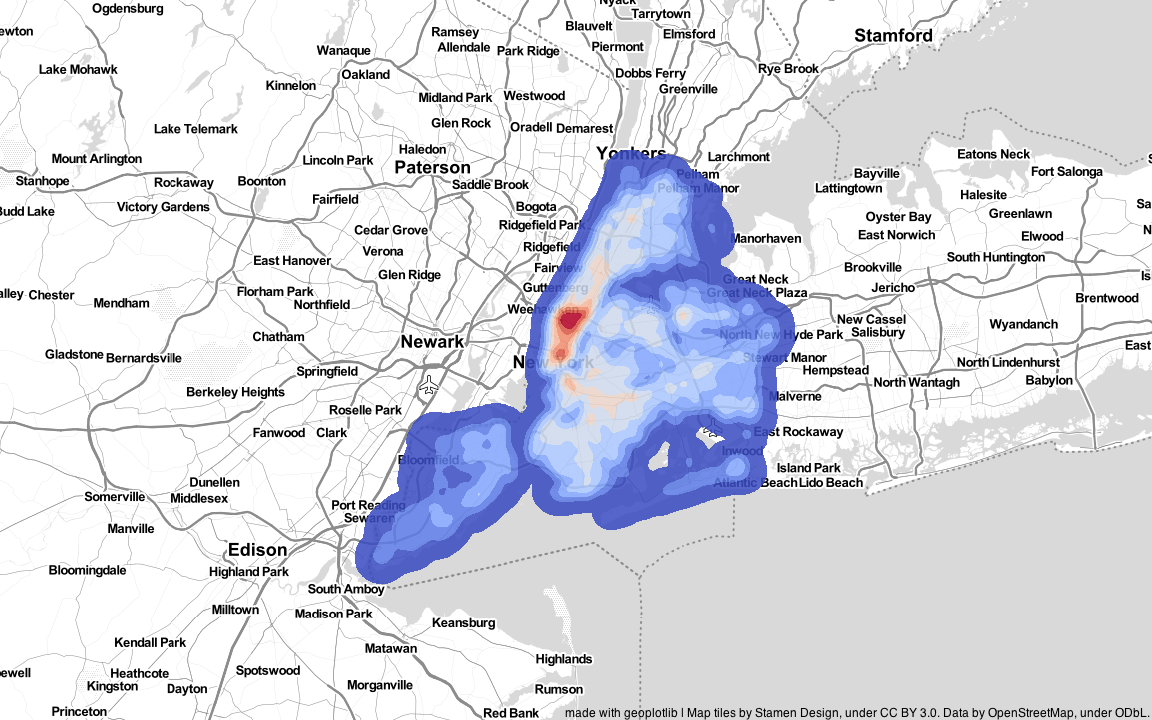 Nyack
Ogdensburg
Tarrytown
Blauvelt
Ramsey
Elmsford
Stamford
ewton
Allendale
Park Ridge
Piermont
Wanaque
Lake Mohawk
Oakland
Dobbs Ferry
Rye Brook
Kinnelon
Greenville
Midland Park
Westwood
Glen Rock
Oradell
Demarest
Lake Telemark
Haledon
Yonkers
Mount Arlington
Lincoln Park
Paterson
Larchmont
Eatons Neck
Stanhope
Rockaway
Boonton
Saddle Brook
Pelham
Pelham Manor
Bayville
Lattingtown
Fort Salonga
Budd Lake
Victory Gardens
Fairfield
Bogota
Halesite
Sa
Oyster Bay
Greenlawn
Cedar Grove
Ridgefield Park
Manorhaven
East Norwich
Elwood
N
Verona
Ridgefield
East Hanover
Fairview
South Huntington
Glen Ridge
Brookville
Is
alley
Chester
Mendham
Florham Park
Northfield
Guttenberg
Great Neck
Great Neck Plaza
Jericho
Brentwood
Weehawken
New Cassel
Salisbury
Wyandanch
Chatham
Newark
North New Hyde Park
East
Gladstone
Bernardsville
New York
Stewart Manor
Hempstead
North Lindenhurst
Springfield
North Wantagh
Babylon
Berkeley Heights
Malverne
Roselle Park
Fanwood
Clark
East Rockaway
Bloomfield
Inwood
Island Park
Dunellen
Atlantic Beach
Lido Beach
Somerville
Middlesex
Port Reading
Sewaren
Manville
Edison
Bloomingdale
Highland Park
South Amboy
Milltown
Madison Park
Keansburg
Kendall Park
Matawan
Highlands
Heathcote
Spotswood
Kingston
Dayton
Morganville
Rumson
Princeton
Red Bank
made with geoplotlib | Map tiles by Stamen Design, under CC BY 3.0. Data by OpenStreetMap, under ODbL.